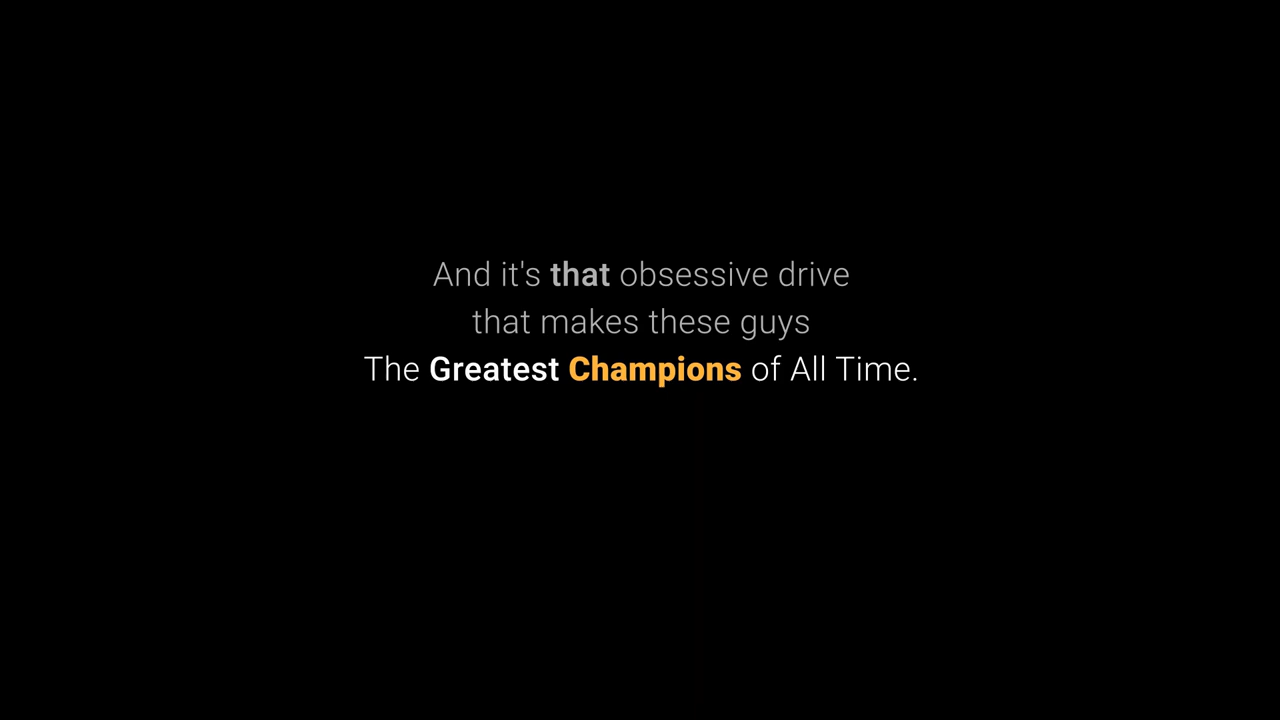 And it's that obsessive drive
that makes these guys
The Greatest Champions of All Time.